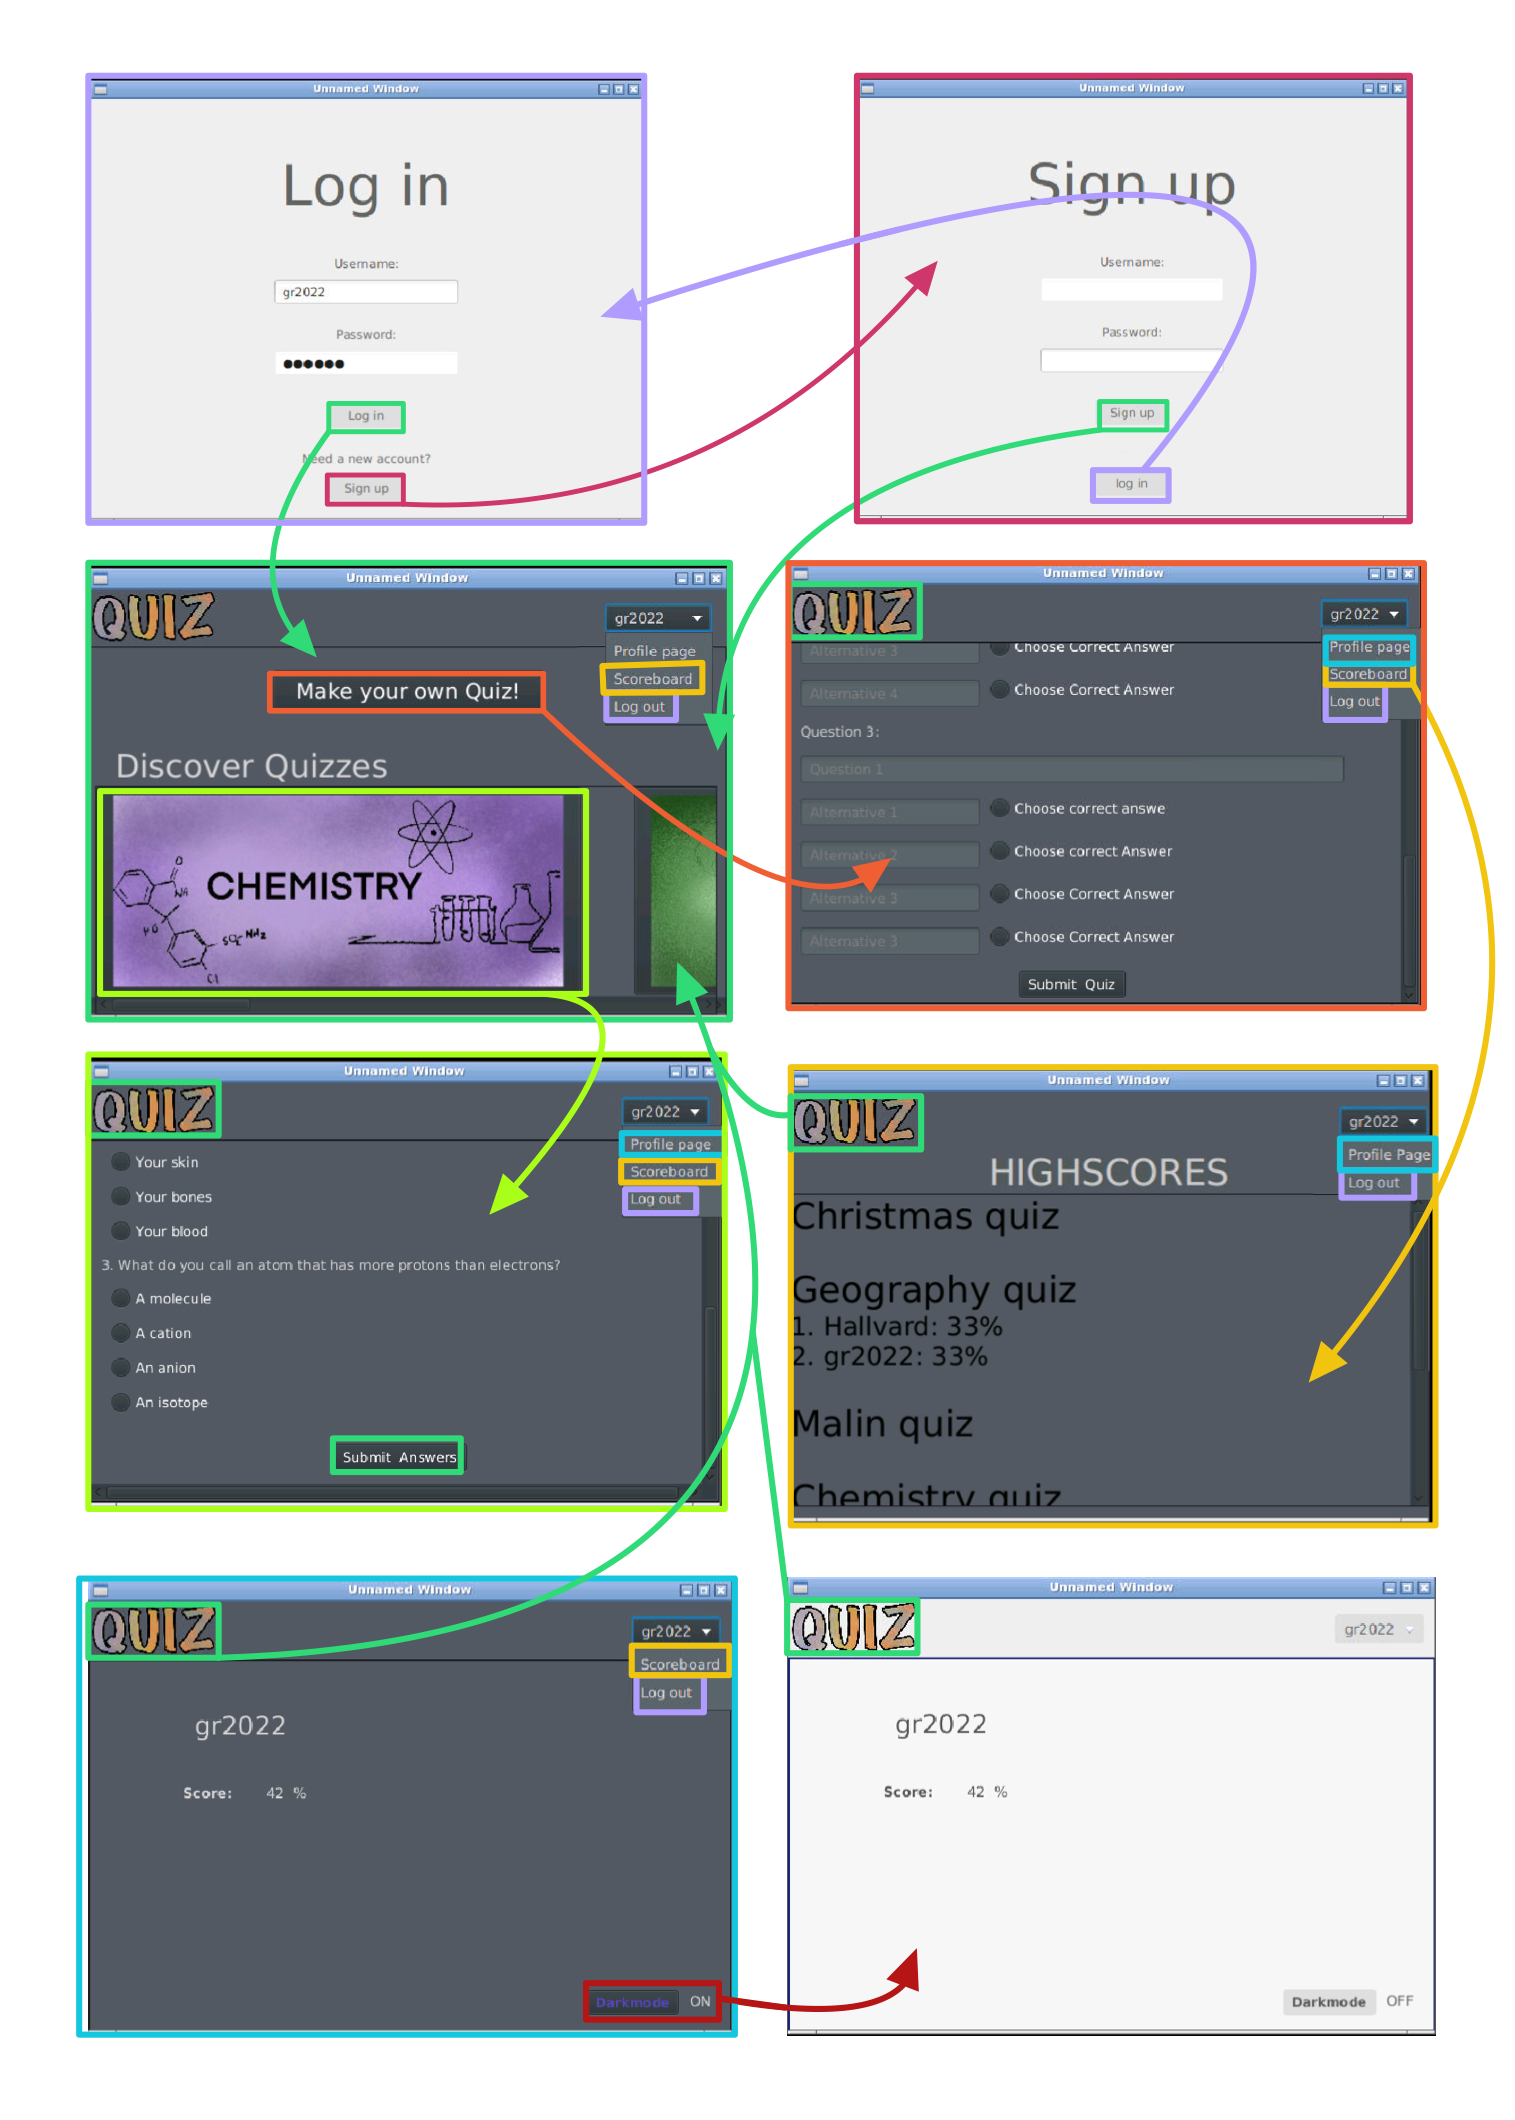 Unnamed Window
Log in
Username:
gr2022
Password:
Log in
Need a new account?
Sign up
Unnamed Window
Sign up
Username:
Password:
Sign up
log in
Unnamed Window
QUIZ
gr2022
Profile page
Scoreboard
Log out
Make your own Quiz!
Discover Quizzes
CHEMISTRY
Unnamed Window
QUIZ
gr2022
Profile page
Scoreboard
Log out
Alternative 3 Choose Correct Answer
Alternative 4 Choose Correct Answer
Question 3:
Question 1
Alternative 1 Choose correct answe
Alternative 2 Choose correct Answer
Alternative 3 Choose Correct Answer
Alternative 3 Choose Correct Answer
Submit Quiz
Unnamed Window
QUIZ
gr2022
Profile page
Scoreboard
Log out
Your skin
Your bones
Your blood
3. What do you call an atom that has more protons than electrons?
A molecule
A cation
An anion
An isotope
Submit Answers
Unnamed Window
QUIZ
gr2022
Profile Page
Log out
HIGHSCORES
Christmas quiz
Geography quiz
1. Hallvard: 33%
2. gr2022: 33%
Malin quiz
Chemistry quiz
Unnamed Window
QUIZ
gr2022
Scoreboard
Log out
gr2022
Score: 42 %
Darkmode ON
Unnamed Window
QUIZ
gr2022
gr2022
Score: 42 %
Darkmode OFF